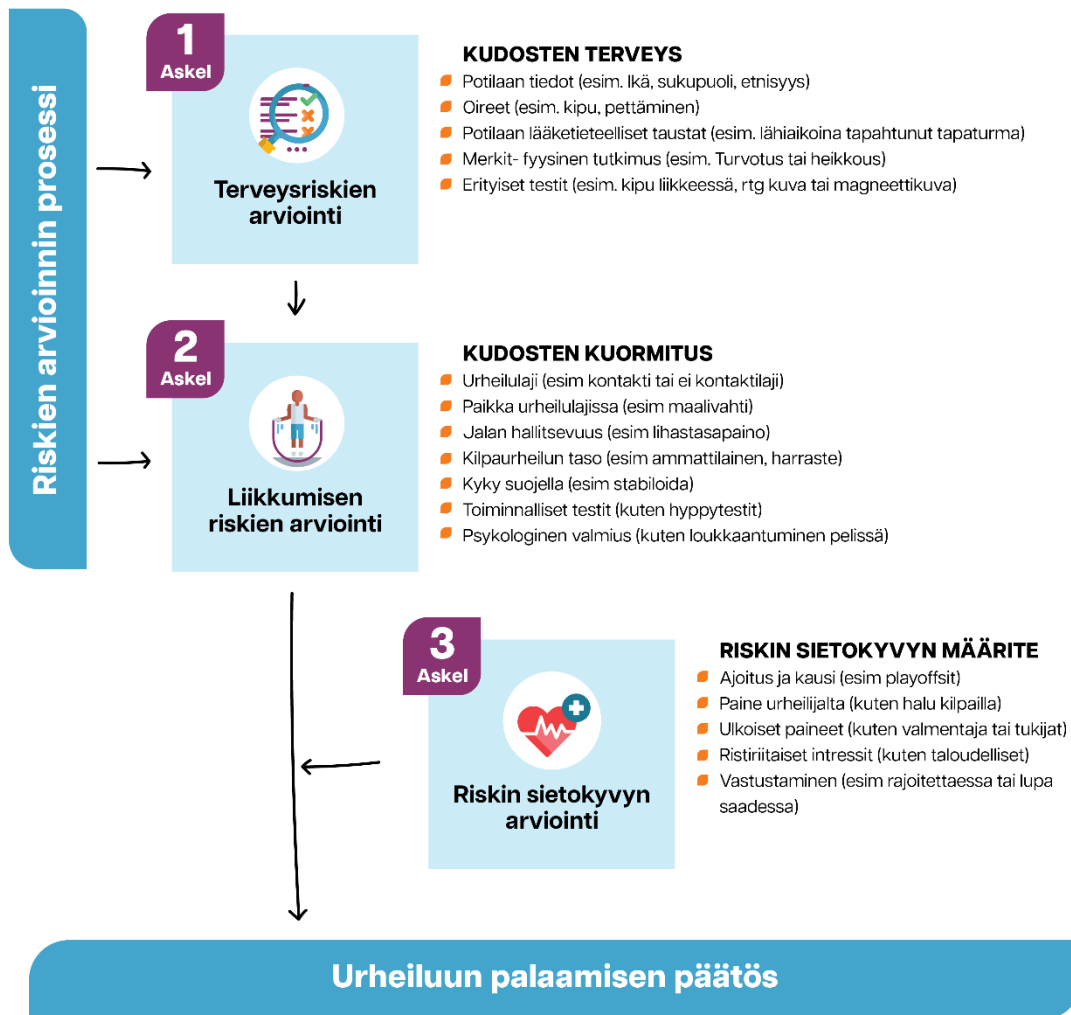 Riskien arvioinnin prosessi
1
Askel
Terveysriskien
arviointi
KUDOSTEN TERVEYS
Potilaan tiedot (esim. Ikä, sukupuoli, etnisyys)
Oireet (esim. kipu, pettäminen)
Potilaan lääketieteelliset taustat (esim. lähiaikoina tapahtunut tapaturma)
Merkit- fyysinen tutkimus (esim. Turvotus tai heikkous)
Erityiset testit (esim. kipu liikkeessä, rtg kuva tai magneettikuva)
2
Askel
Liikkumisen
riskien arviointi
KUDOSTEN KUORMITUS
Urheilulaji (esim kontakti tai ei kontaktilaji)
Paikka urheilulajissa (esim maalivahti)
Jalan hallitsevuus (esim lihastasapaino)
Kilpaurheilun taso (esim ammattilainen, harraste)
Kyky suojella (esim stabiloida)
Toiminnalliset testit (kuten hyppytestit)
Psykologinen valmius (kuten loukkaantuminen pelissä)
3
Askel
Riskin sietokyvyn
arviointi
RISKIN SIETOKYVYN MÄÄRITE
Ajoitus ja kausi (esim playoffsit)
Paine urheilijalta (kuten halu kilpailla)
Ulkoiset paineet (kuten valmentaja tai tukijat)
Ristiriitaiset intressit (kuten taloudelliset)
Vastustaminen (esim rajoitettaessa tai lupa
saadessa)
Urheiluun palaamisen päätös